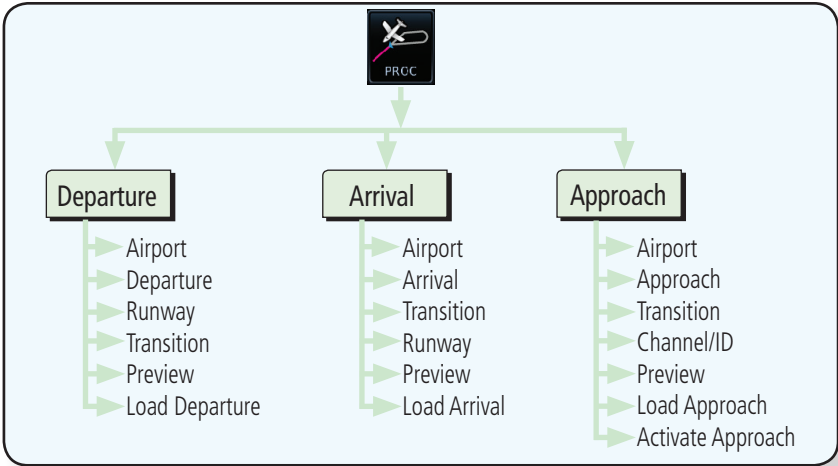 PROC
Departure
Airport
Departure
Runway
Transition
Preview
Load Departure
Arrival
Airport
Arrival
Transition
Runway
Preview
Load Arrival
Approach
Airport
Approach
Transition
Channel/ID
Preview
Load Approach
Activate Approach